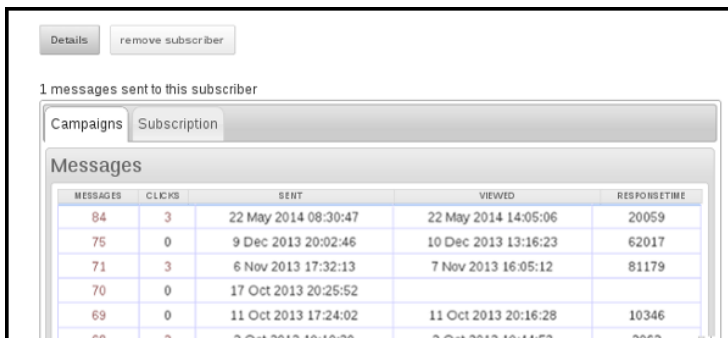 Details remove subscriber
1 messages sent to this subscriber
Campaigns Subscription
Messages
MESSAGES CLICKS SENT VIEWED RESPONSETIME
84 3 22 May 2014 08:30:47 22 May 2014 14:05:06 20059
75 0 9 Dec 2013 20:02:46 10 Dec 2013 13:16:23 62017
71 3 6 Nov 2013 17:32:13 7 Nov 2013 16:05:12 81179
70 0 17 Oct 2013 20:25:52
69 0 11 Oct 2013 17:24:02 11 Oct 2013 20:16:28 10346